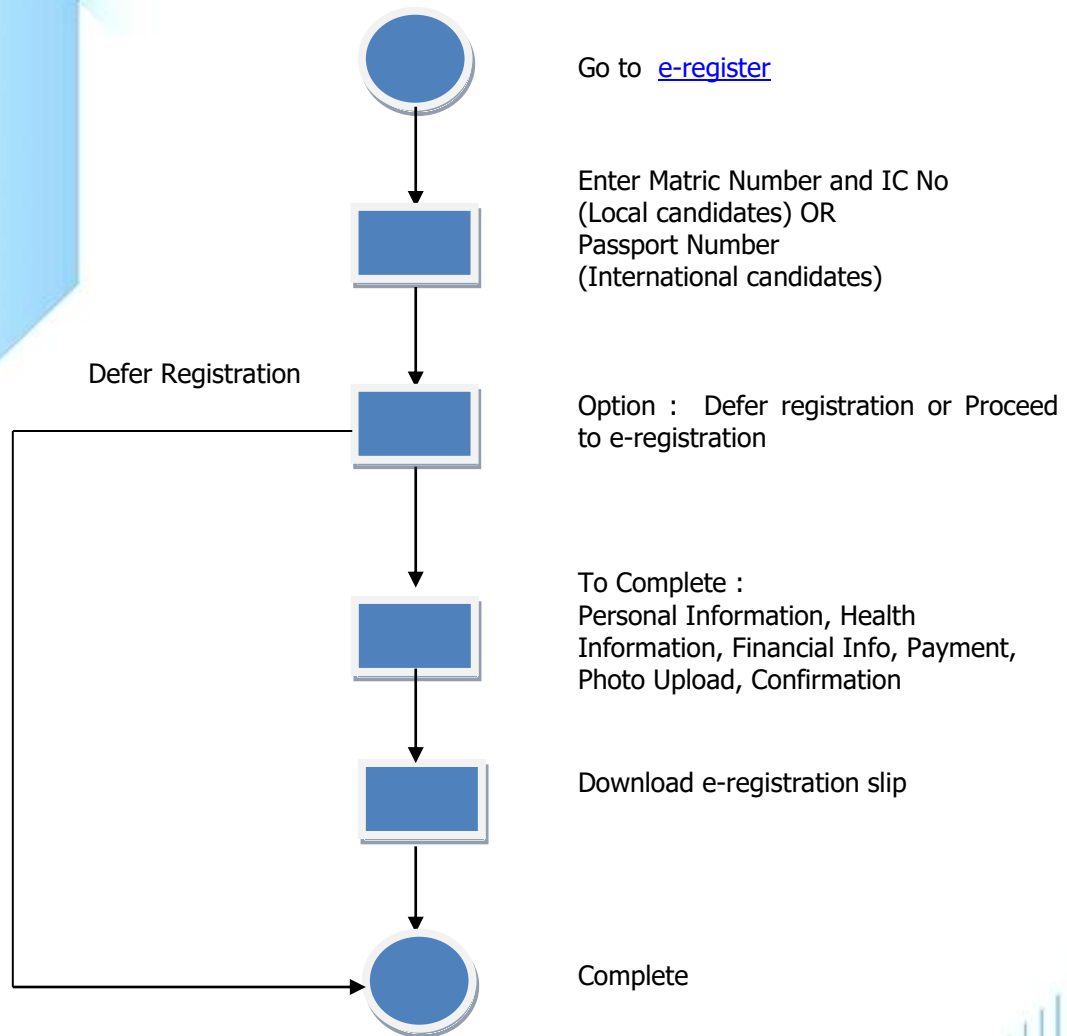 Go to e-register
Enter Matric Number and IC No
(Local candidates) OR
Passport Number
(International candidates)
Defer Registration
Option : Defer registration or Proceed
to e-registration
To Complete :
Personal Information, Health
Information, Financial Info, Payment,
Photo Upload, Confirmation
Download e-registration slip
Complete